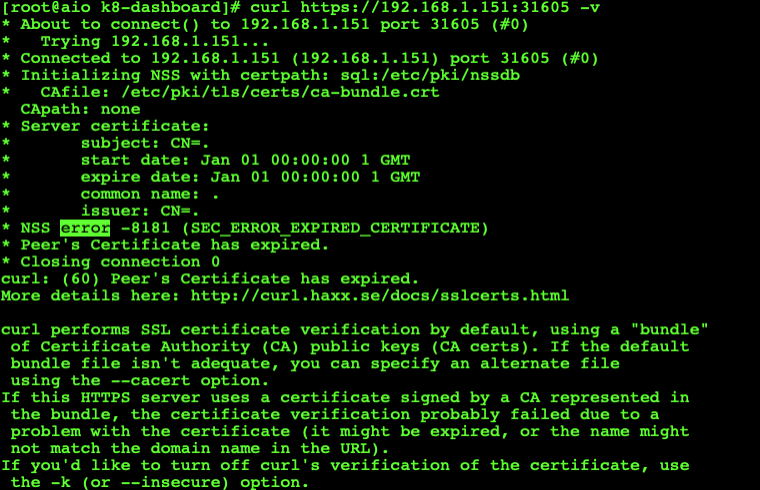 [root@aio k8-dashboard]# curl https://192.168.1.151:31605 -v
* About to connect() to 192.168.1.151 port 31605 (#0)
*   Trying 192.168.1.151...
* Connected to 192.168.1.151 (192.168.1.151) port 31605 (#0)
* Initializing NSS with certpath: sql:/etc/pki/nssdb
*   CAfile: /etc/pki/tls/certs/ca-bundle.crt
  CApath: none
* Server certificate:
*       subject: CN=.
*       start date: Jan 01 00:00:00 1 GMT
*       expire date: Jan 01 00:00:00 1 GMT
*       common name: .
*       issuer: CN=.
* NSS error -8181 (SEC_ERROR_EXPIRED_CERTIFICATE)
* Peer's Certificate has expired.
* Closing connection 0
curl: (60) Peer's Certificate has expired.
More details here: http://curl.haxx.se/docs/sslcerts.html

curl performs SSL certificate verification by default, using a "bundle"
 of Certificate Authority (CA) public keys (CA certs). If the default
 bundle file isn't adequate, you can specify an alternate file
 using the --cacert option.
If this HTTPS server uses a certificate signed by a CA represented in
 the bundle, the certificate verification probably failed due to a
 problem with the certificate (it might be expired, or the name might
 not match the domain name in the URL).
If you'd like to turn off curl's verification of the certificate, use
 the -k (or --insecure) option.